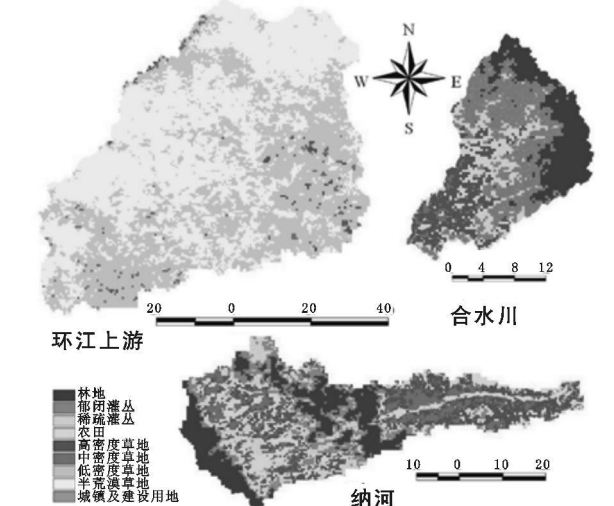 N
W E
S
0 4 8 12
合水川
20 0 20 40
环江上游
林地
郁闭灌丛
稀疏灌丛
农田
高密度草地
中密度草地
低密度草地
半荒漠草地
城镇及建设用地
10 0 10 20
纳河